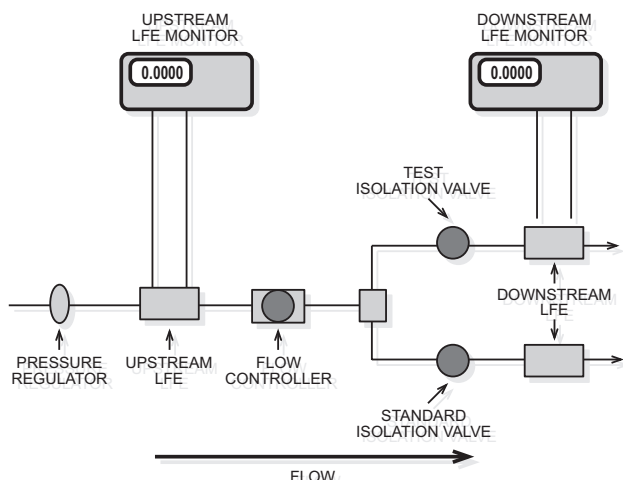 UPSTREAM
LFE MONITOR
0.0000
DOWNSTREAM
LFE MONITOR
0.0000
TEST
ISOLATION VALVE
DOWNSTREAM
LFE
PRESSURE
REGULATOR
UPSTREAM
LFE
FLOW
CONTROLLER
STANDARD
ISOLATION VALVE
FLOW